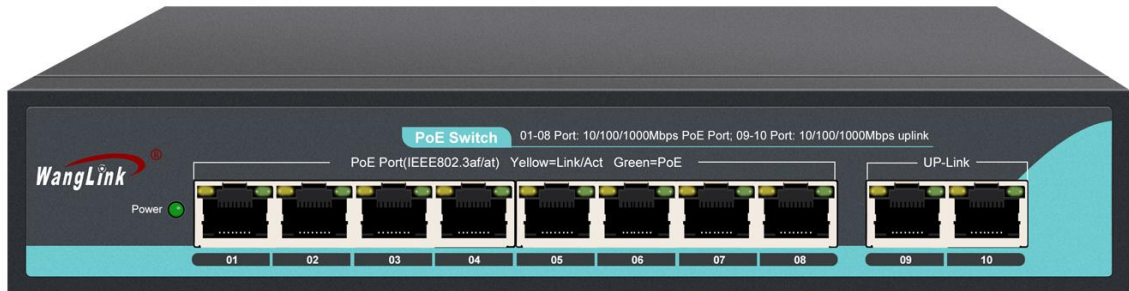 PoE Switch 01-08 Port: 10/100/1000Mbps PoE Port; 09-10 Port: 10/100/1000Mbps uplink
PoE Port(IEEE802.3af/at) Yellow=Link/Act Green=PoE
UP-Link
WangLink®
Power
01 02 03 04 05 06 07 08 09 10